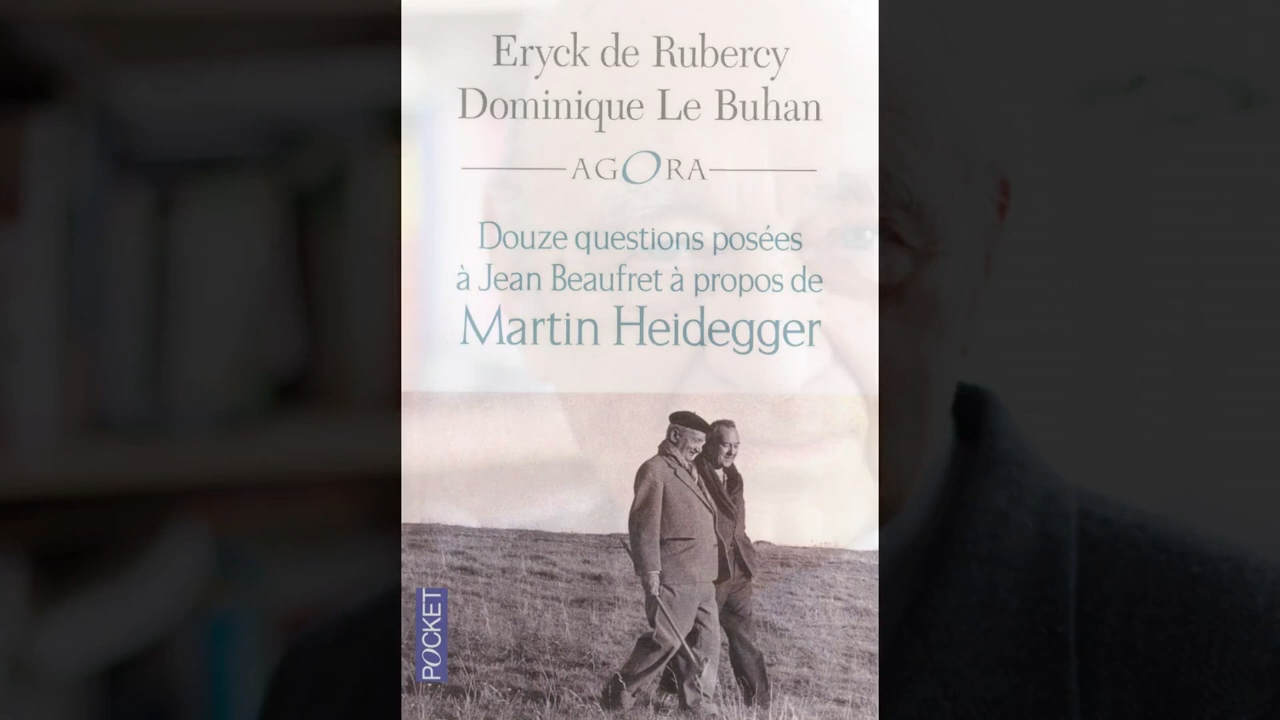 Eryck de Rubercy
Dominique Le Buhan
AGORA
Douze questions posées
à Jean Beaufret à propos de
Martin Heidegger
POCKET